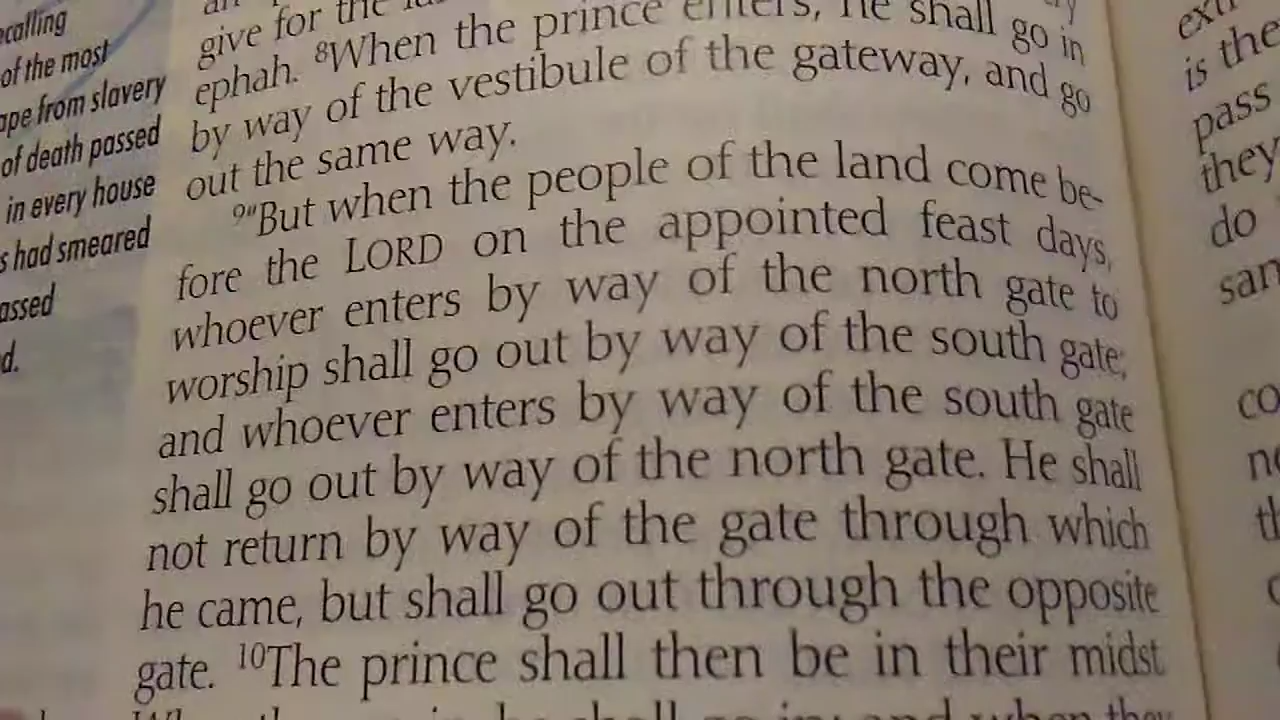 ecalling
of the most
ape from slavery
of death passed
in every house
s had smeared
assed
d.
give for the
ephah. ⁸When the prince enters, he shall go in
by way of the vestibule of the gateway, and go
out the same way.
⁹"But when the people of the land come be-
fore the LORD on the appointed feast days,
whoever enters by way of the north gate to
worship shall go out by way of the south gate;
and whoever enters by way of the south gate
shall go out by way of the north gate. He shall
not return by way of the gate through which
he came, but shall go out through the opposite
gate. ¹⁰The prince shall then be in their midst
is the
pass
they
do
san
co